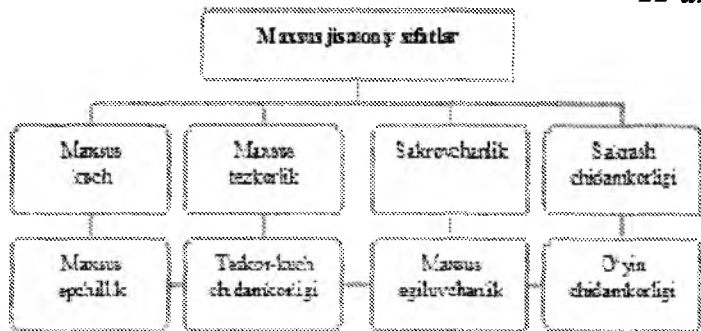 Maxsus jismoniy sifatlar
Maxsus
kuch
Maxsus
tezkorlik
Sakrovchanlik
Sakrash
chidamkorligi
Maxsus
epchillik
Tezkor-kuch
chidamkorligi
Maxsus
egiluvchanlik
O'yin
chidamkorligi